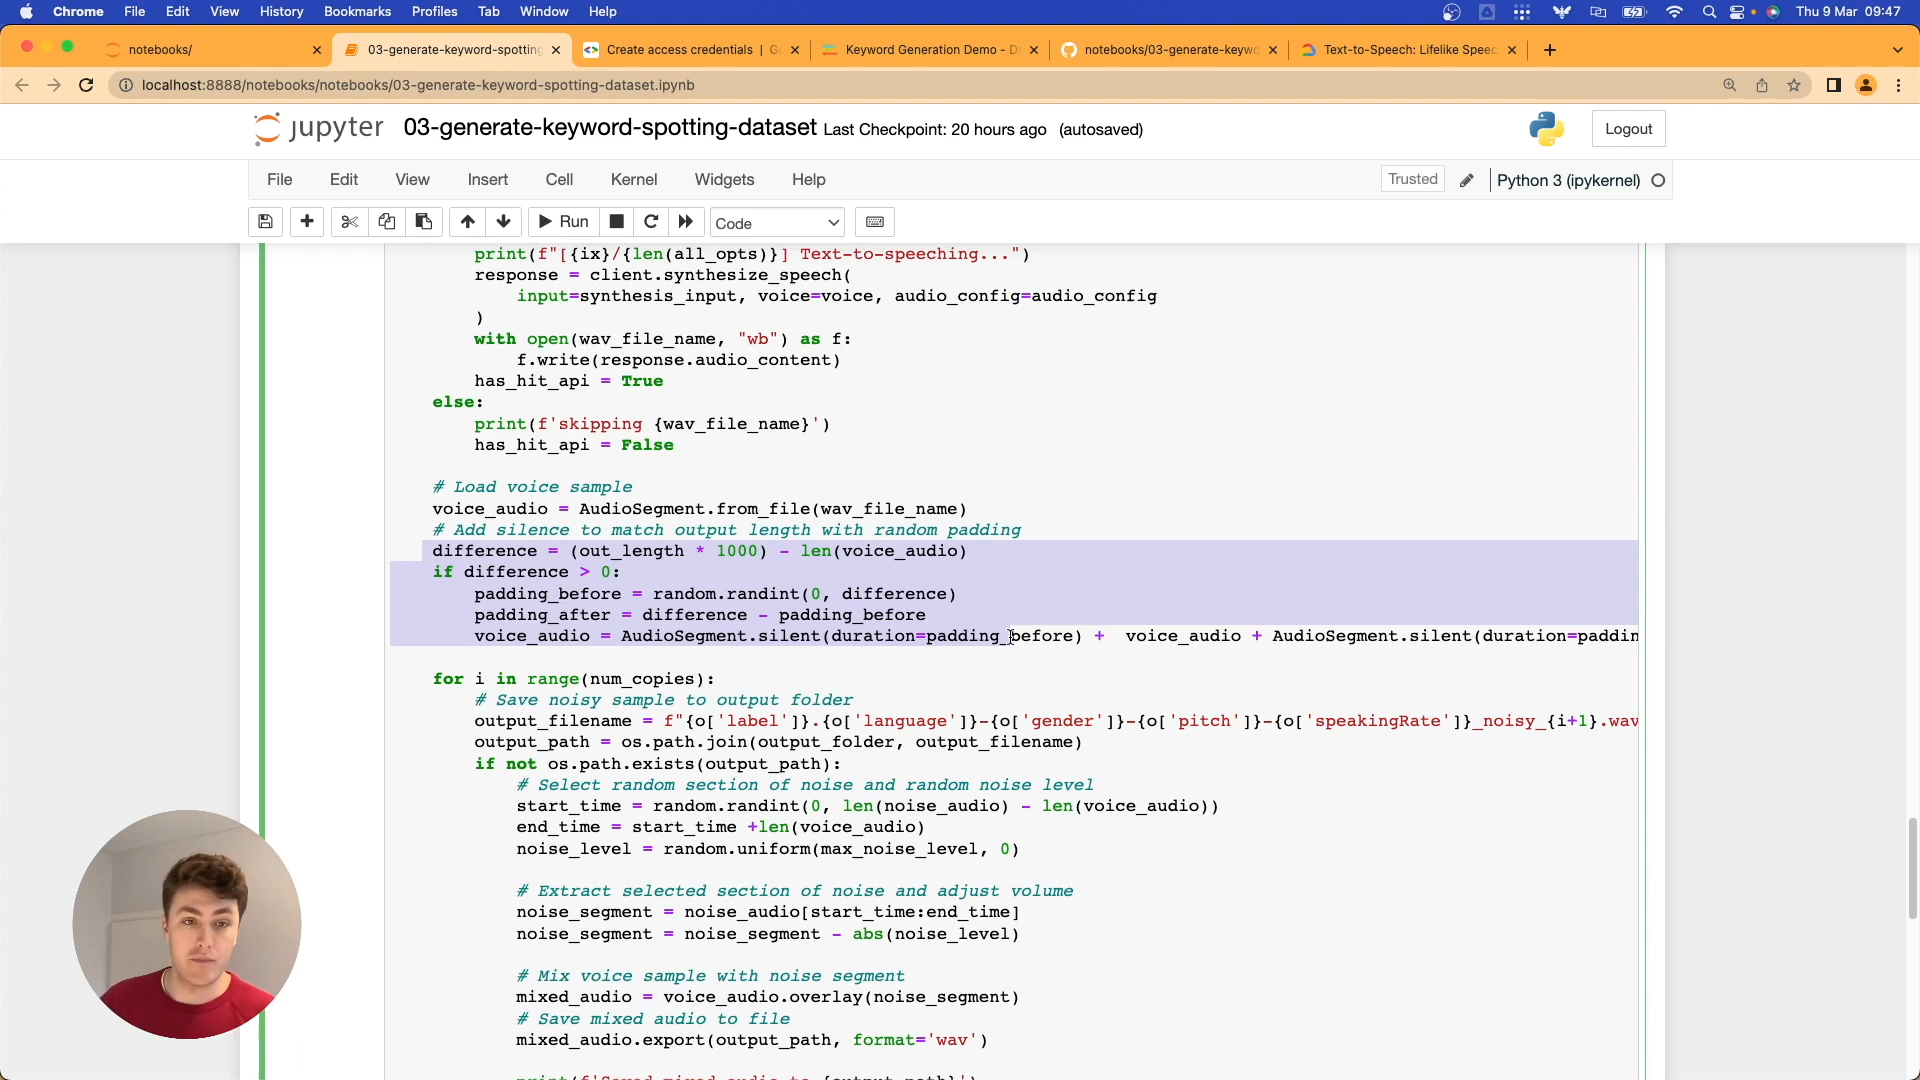 Chrome File Edit View History Bookmarks Profiles Tab Window Help Thu 9 Mar 09:47
notebooks/ 03-generate-keyword-spotting Create access credentials | Go Keyword Generation Demo - D notebooks/03-generate-keywo Text-to-Speech: Lifelike Speec
localhost:8888/notebooks/notebooks/03-generate-keyword-spotting-dataset.ipynb
jupyter 03-generate-keyword-spotting-dataset Last Checkpoint: 20 hours ago (autosaved) Logout
File Edit View Insert Cell Kernel Widgets Help Trusted Python 3 (ipykernel)
Run Code
print(f"[{ix}/{len(all_opts)}] Text-to-speeching...")
response = client.synthesize_speech(
input=synthesis_input, voice=voice, audio_config=audio_config
)
with open(wav_file_name, "wb") as f:
f.write(response.audio_content)
has_hit_api = True
else:
print(f'skipping {wav_file_name}')
has_hit_api = False
# Load voice sample
voice_audio = AudioSegment.from_file(wav_file_name)
# Add silence to match output length with random padding
difference = (out_length * 1000) - len(voice_audio)
if difference > 0:
padding_before = random.randint(0, difference)
padding_after = difference - padding_before
voice_audio = AudioSegment.silent(duration=padding_before) +  voice_audio + AudioSegment.silent(duration=paddin
for i in range(num_copies):
# Save noisy sample to output folder
output_filename = f"{o['label']}.{o['language']}-{o['gender']}-{o['pitch']}-{o['speakingRate']}_noisy_{i+1}.wav
output_path = os.path.join(output_folder, output_filename)
if not os.path.exists(output_path):
# Select random section of noise and random noise level
start_time = random.randint(0, len(noise_audio) - len(voice_audio))
end_time = start_time +len(voice_audio)
noise_level = random.uniform(max_noise_level, 0)
# Extract selected section of noise and adjust volume
noise_segment = noise_audio[start_time:end_time]
noise_segment = noise_segment - abs(noise_level)
# Mix voice sample with noise segment
mixed_audio = voice_audio.overlay(noise_segment)
# Save mixed audio to file
mixed_audio.export(output_path, format='wav')